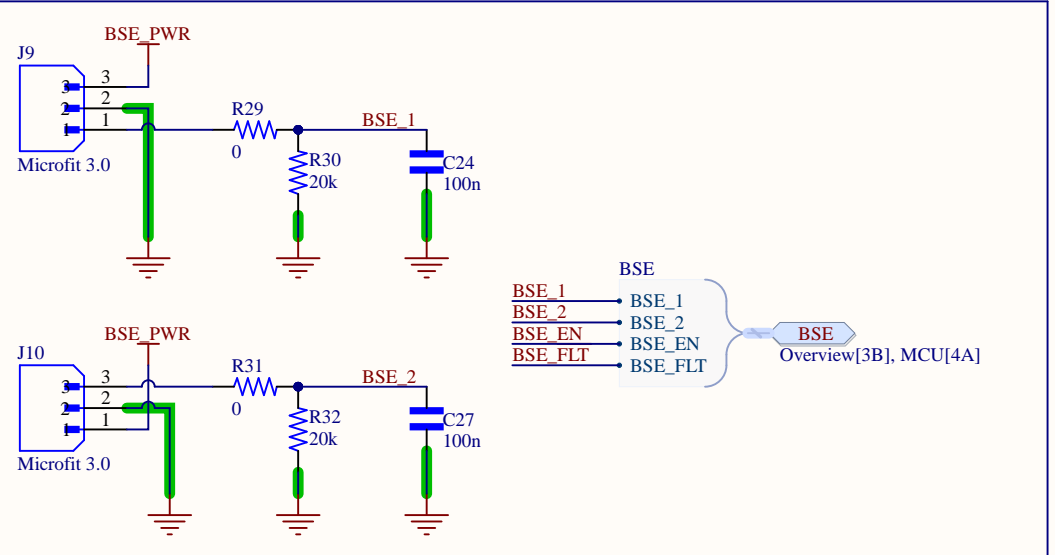 BSE_PWR
J9
3 3
2 2
1 1
Microfit 3.0
R29
0
BSE_1
R30
20k
C24
100n
BSE_PWR
J10
3 3
2 2
1 1
Microfit 3.0
R31
0
BSE_2
R32
20k
C27
100n
BSE
BSE_1 BSE_1
BSE_2 BSE_2
BSE_EN BSE_EN
BSE_FLT BSE_FLT
BSE
Overview[3B], MCU[4A]